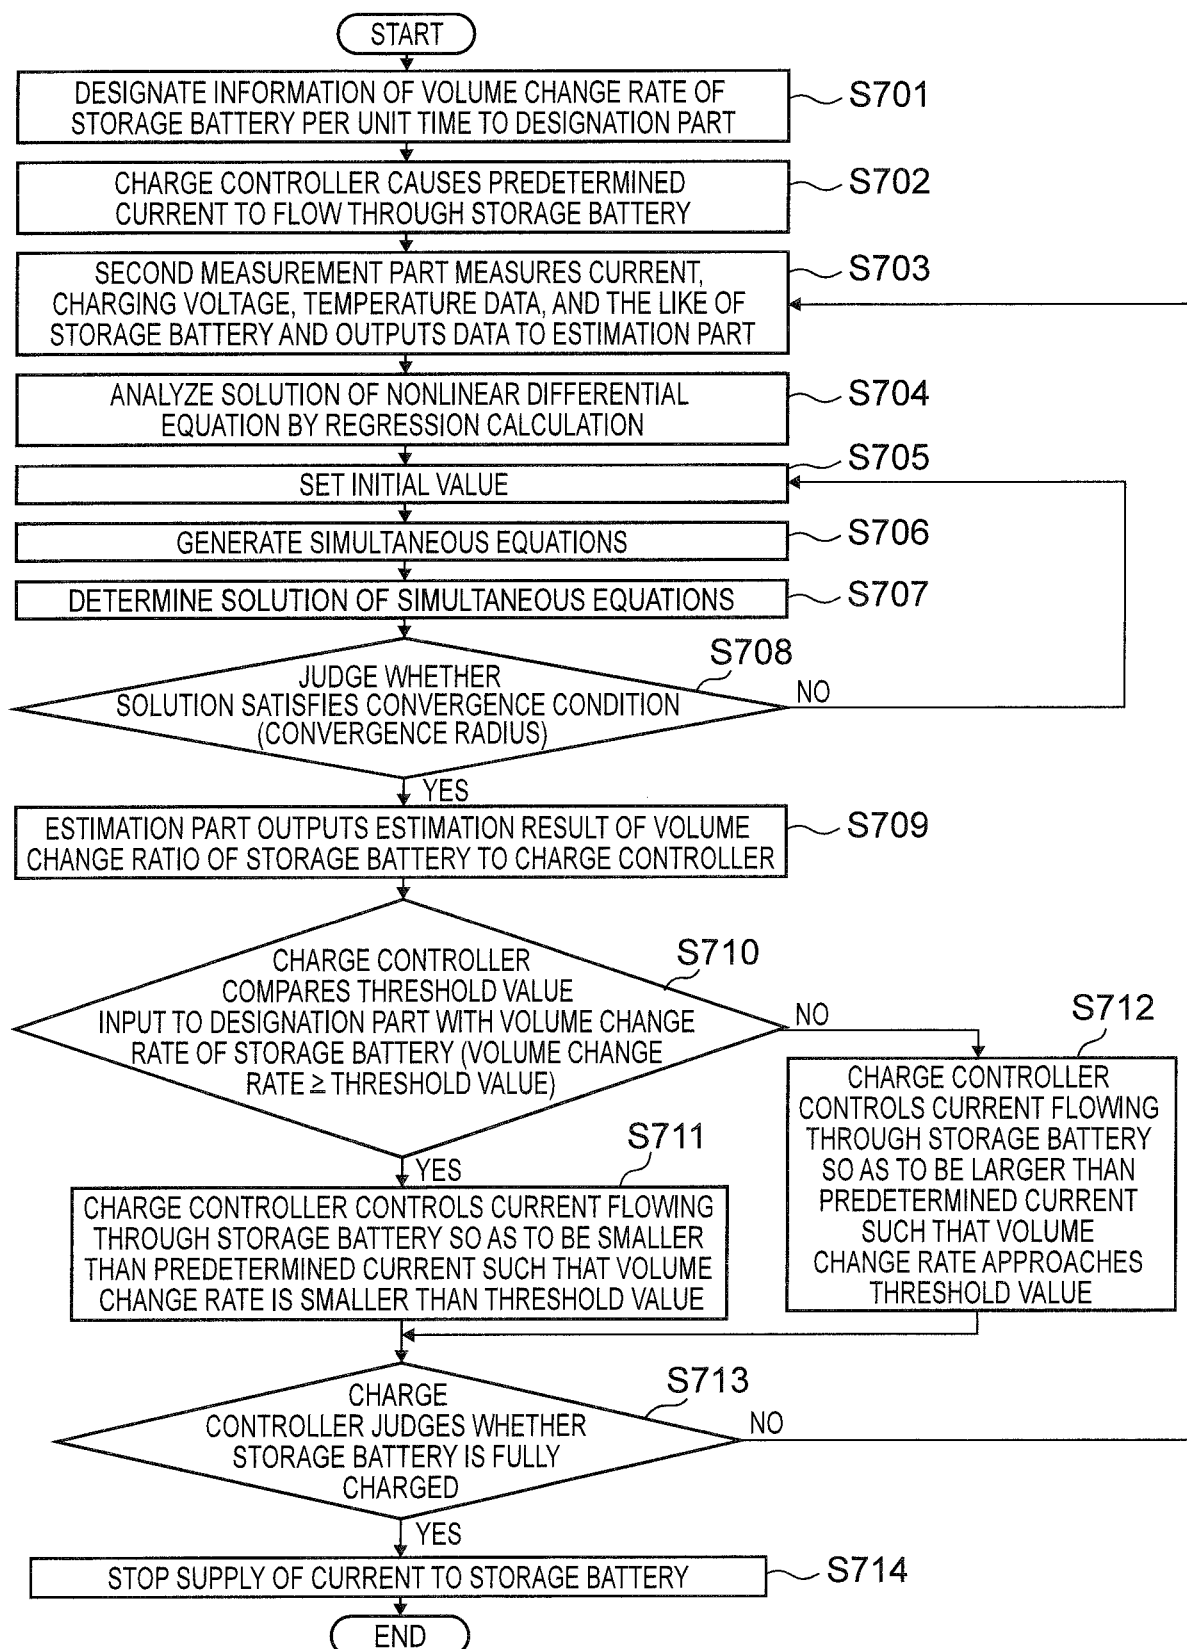 START
DESIGNATE INFORMATION OF VOLUME CHANGE RATE OF
STORAGE BATTERY PER UNIT TIME TO DESIGNATION PART
S701
CHARGE CONTROLLER CAUSES PREDETERMINED
CURRENT TO FLOW THROUGH STORAGE BATTERY
S702
SECOND MEASUREMENT PART MEASURES CURRENT,
CHARGING VOLTAGE, TEMPERATURE DATA, AND THE LIKE OF
STORAGE BATTERY AND OUTPUTS DATA TO ESTIMATION PART
S703
ANALYZE SOLUTION OF NONLINEAR DIFFERENTIAL
EQUATION BY REGRESSION CALCULATION
S704
SET INITIAL VALUE
S705
GENERATE SIMULTANEOUS EQUATIONS
S706
DETERMINE SOLUTION OF SIMULTANEOUS EQUATIONS
S707
JUDGE WHETHER
SOLUTION SATISFIES CONVERGENCE CONDITION
(CONVERGENCE RADIUS)
S708
NO
YES
ESTIMATION PART OUTPUTS ESTIMATION RESULT OF VOLUME
CHANGE RATIO OF STORAGE BATTERY TO CHARGE CONTROLLER
S709
CHARGE CONTROLLER
COMPARES THRESHOLD VALUE
INPUT TO DESIGNATION PART WITH VOLUME CHANGE
RATE OF STORAGE BATTERY (VOLUME CHANGE
RATE ≥ THRESHOLD VALUE)
S710
NO
YES
S712
CHARGE CONTROLLER
CONTROLS CURRENT FLOWING
THROUGH STORAGE BATTERY
SO AS TO BE LARGER THAN
PREDETERMINED CURRENT
SUCH THAT VOLUME
CHANGE RATE APPROACHES
THRESHOLD VALUE
S711
CHARGE CONTROLLER CONTROLS CURRENT FLOWING
THROUGH STORAGE BATTERY SO AS TO BE SMALLER
THAN PREDETERMINED CURRENT SUCH THAT VOLUME
CHANGE RATE IS SMALLER THAN THRESHOLD VALUE
CHARGE
CONTROLLER JUDGES WHETHER
STORAGE BATTERY IS FULLY
CHARGED
S713
NO
YES
STOP SUPPLY OF CURRENT TO STORAGE BATTERY
S714
END